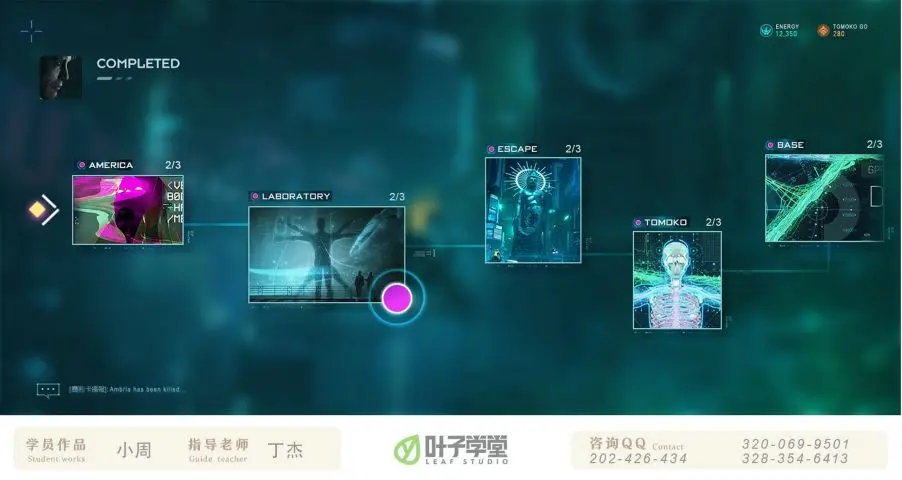 ENERGY
12,350
TOMOKO GO
280
COMPLETED
AMERICA 2/3
LABORATORY 2/3
ESCAPE 2/3
TOMOKO 2/3
BASE 2/3
Ambria has been killed...
学员作品
Student works
小周
指导老师
Guide teacher
丁杰
叶子学堂
LEAF STUDIO
咨询QQ Contact
202-426-434
320-069-9501
328-354-6413